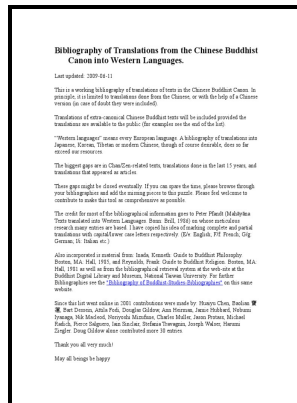 Bibliography of Translations from the Chinese Buddhist
Canon into Western Languages.
Last updated: 2009-06-11
This is a working bibliography of translations of texts in the Chinese Buddhist Canon. In
principle, it is limited to translations done from the Chinese, or with the help of a Chinese
version (in case of doubt they were included).
Translations of extra-canonical Chinese Buddhist texts will be included provided the
translations are available to the public (for examples see the end of the list).
"Western languages" means every European language. A bibliography of translations into
Japanese, Korean, Tibetan or modern Chinese, though of course desirable, does so far
exceed our resources.
The biggest gaps are in Chan/Zen-related texts, translations done in the last 15 years, and
translations that appeared as articles.
These gaps might be closed eventually. If you can spare the time, please browse through
your bibliographies and add the missing pieces to this puzzle. Please feel welcome to
contribute to make this tool as comprehensive as possible.
The credit for most of the bibliographical information goes to Peter Pfandt (Mahāyāna
Texts translated into Western Languages. Bonn: Brill, 1986) on whose meticulous
research many entries are based. I have copied his idea of marking complete and partial
translations with capital/lower case letters respectively. (E/e: English, F/f: French, G/g:
German, I/i: Italian etc.)
Also incorporated is material from: Inada, Kenneth. Guide to Buddhist Philosophy.
Boston, MA: Hall, 1985, and Reynolds, Frank. Guide to Buddhist Religion. Boston, MA:
Hall, 1981 as well as from the bibliographical retrieval system at the web-site at the
Buddhist Digital Library and Museum, National Taiwan University. For further
Bibliographies see the "Bibliography of Buddhist-Studies-Bibliographies" on this same
website.
Since this list went online in 2001 contributions were made by: Huanyu Chen, Baolian
Bart Dessein, Attila Fodi, Douglas Gildow, Ann Heirman, Jamie Hubbard, Nobumi
Iyanaga, Nik Macleod, Noriyoshi Mizufune, Charles Muller, Jason Protass, Michael
Radich, Pierce Salguero, Iain Sinclair, Stefania Travagnin, Joseph Walser, Harumi
Ziegler. Doug Gildow alone contributed more 30 entries.
Thank you all very much!
May all beings be happy